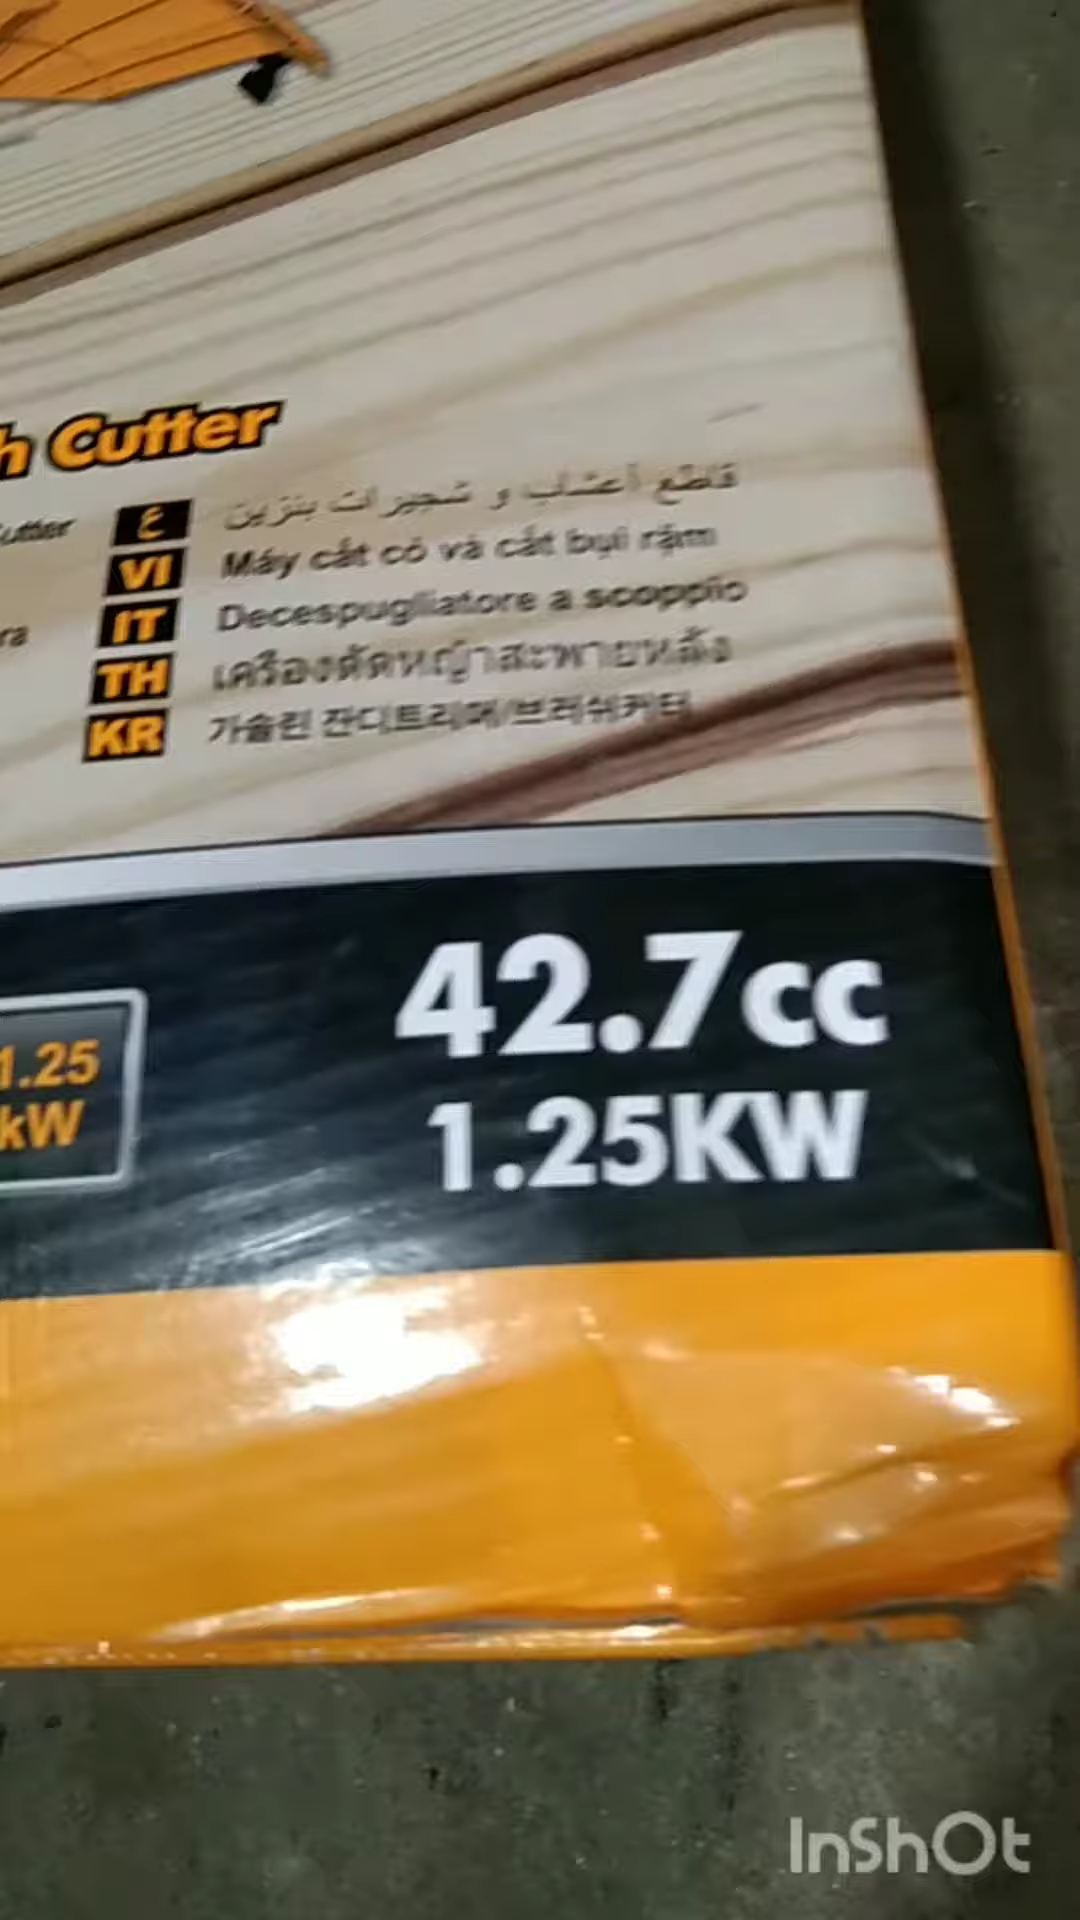 h Cutter
Cutter
ع قاطع أعشاب و شجيرات بنزين
VI Máy cắt cỏ và cắt bụi rậm
ra
IT Decespugliatore a scoppio
TH เครื่องตัดหญ้าสะพายหลัง
KR 가솔린 잔디트리머/브러쉬커터
42.7cc
1.25
kW
1.25KW
InShOt